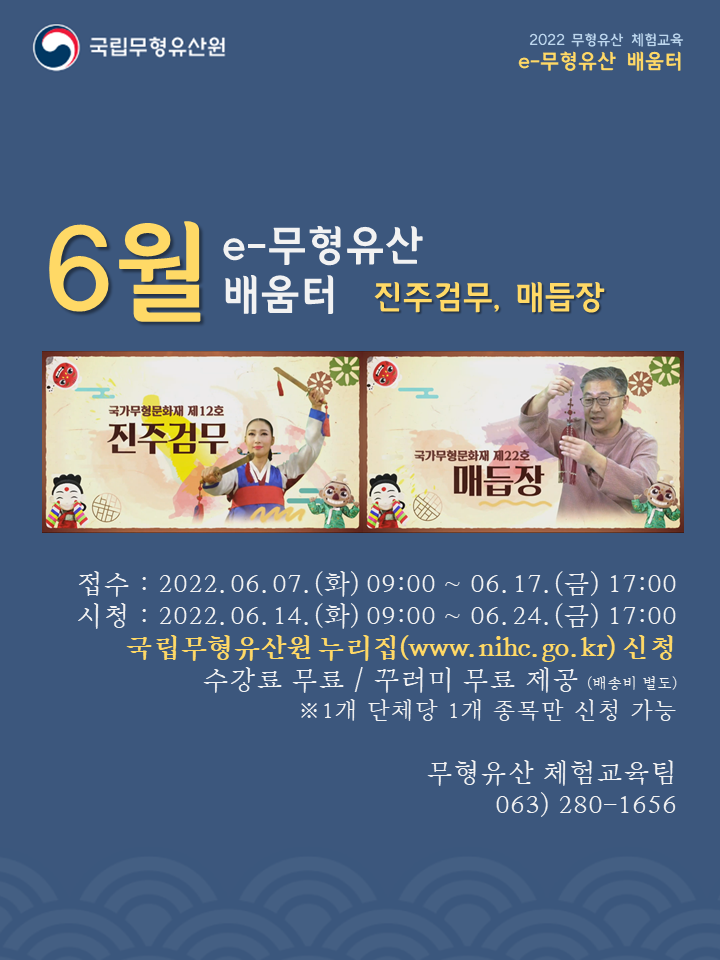 국립무형유산원
2022 무형유산 체험교육
e-무형유산 배움터
6월 e-무형유산
배움터 진주검무, 매듭장
국가무형문화재 제12호
진주검무
국가무형문화재 제22호
매듭장
접수 : 2022.06.07.(화) 09:00 ~ 06.17.(금) 17:00
시청 : 2022.06.14.(화) 09:00 ~ 06.24.(금) 17:00
국립무형유산원 누리집(www.nihc.go.kr) 신청
수강료 무료 / 꾸러미 무료 제공 (배송비 별도)
※1개 단체당 1개 종목만 신청 가능
무형유산 체험교육팀
063) 280-1656